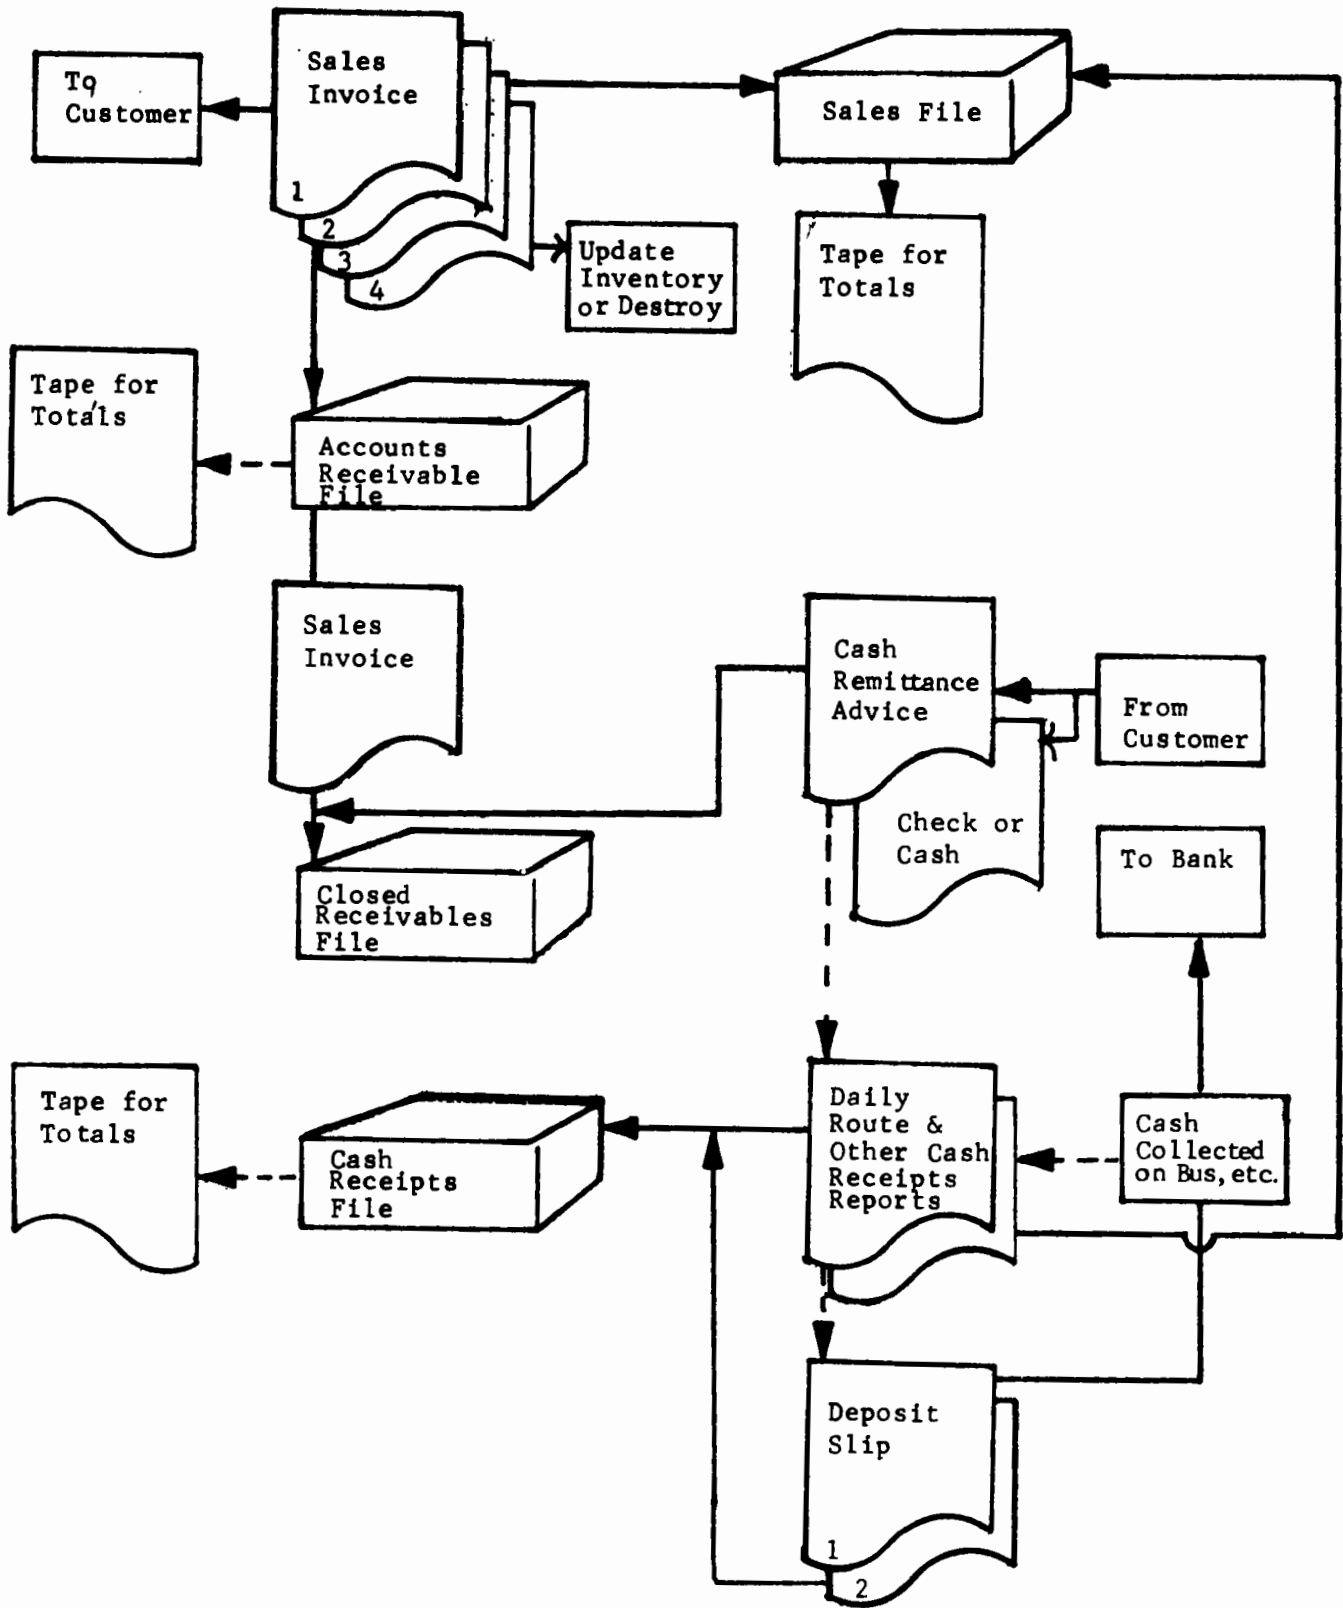 Sales
Invoice
1
2
3
4
To
Customer
Sales File
Tape for
Totals
Update
Inventory
or Destroy
Tape for
Totals
Accounts
Receivable
File
Sales
Invoice
Cash
Remittance
Advice
From
Customer
Check or
Cash
To Bank
Closed
Receivables
File
Tape for
Totals
Cash
Receipts
File
Daily
Route &
Other Cash
Receipts
Reports
Cash
Collected
on Bus, etc.
Deposit
Slip
1
2